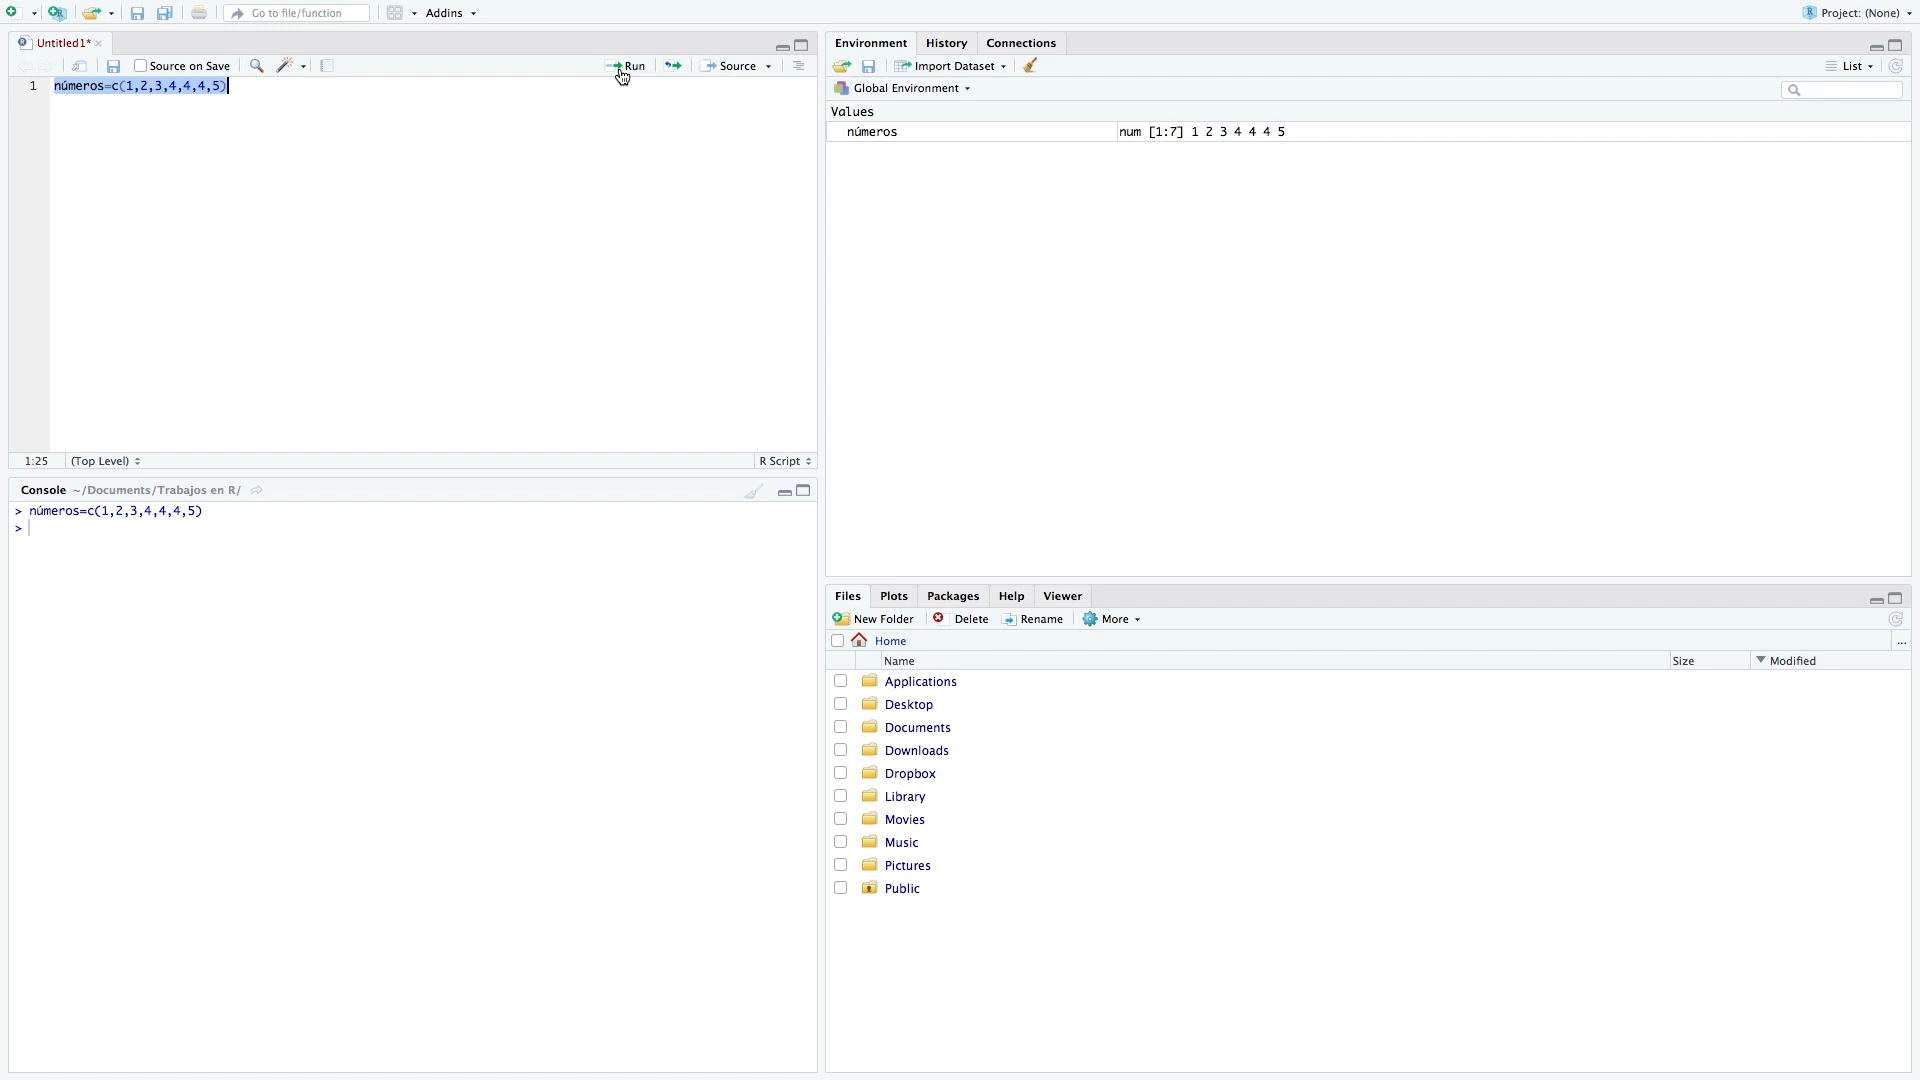 Go to file/function Addins Project: (None)
Untitled1*
Source on Save Run Source
1 números=c(1,2,3,4,4,4,5)
1:25 (Top Level) R Script
Console ~/Documents/Trabajos en R/
> números=c(1,2,3,4,4,4,5)
>
Environment History Connections
Import Dataset List
Global Environment
Values
números num [1:7] 1 2 3 4 4 4 5
Files Plots Packages Help Viewer
New Folder Delete Rename More
Home ...
Name Size Modified
Applications
Desktop
Documents
Downloads
Dropbox
Library
Movies
Music
Pictures
Public